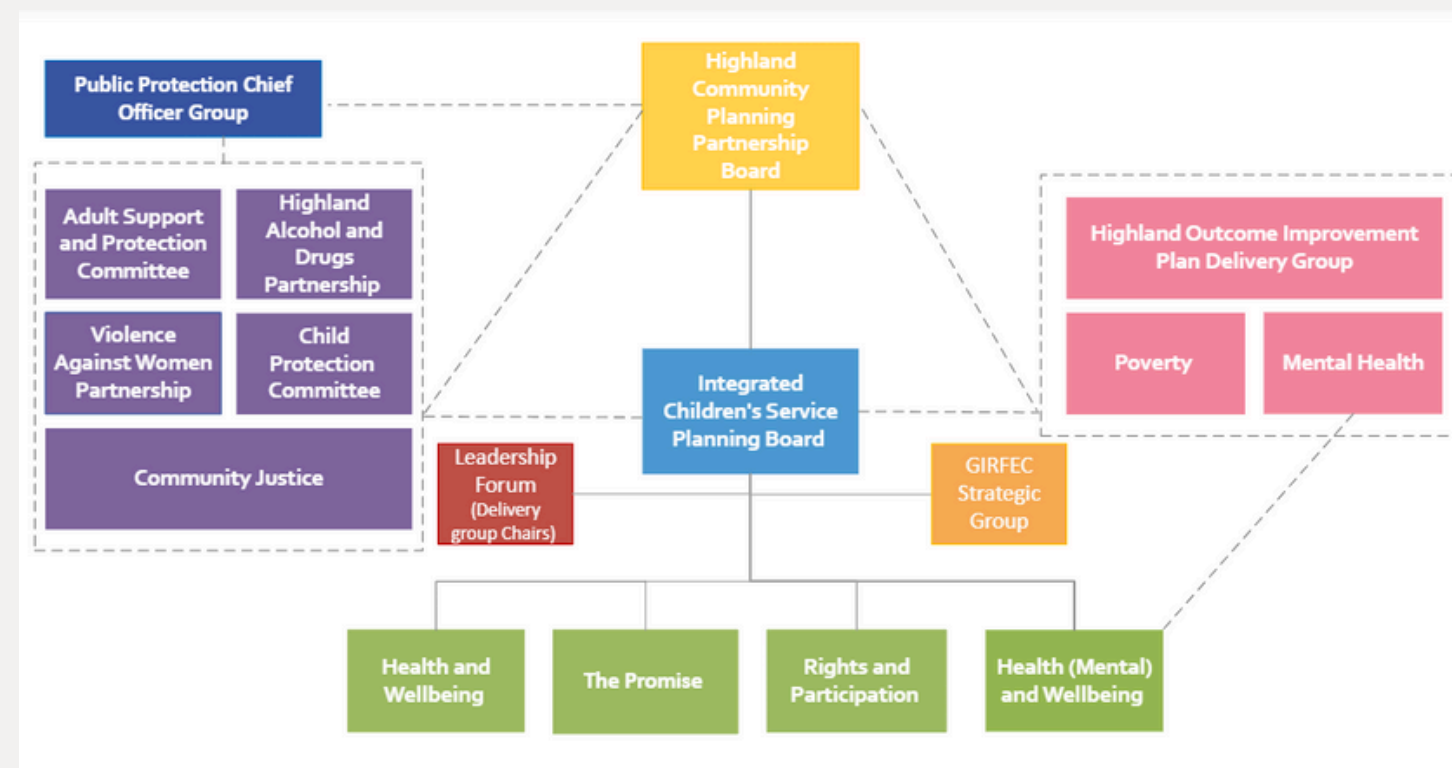 Public Protection Chief
Officer Group
Highland
Community
Planning
Partnership
Board
Adult Support
and Protection
Committee
Highland
Alcohol and
Drugs
Partnership
Violence
Against Women
Partnership
Child
Protection
Committee
Community Justice
Highland Outcome Improvement
Plan Delivery Group
Poverty
Mental Health
Integrated
Children's Service
Planning Board
Leadership
Forum
(Delivery
group Chairs)
GIRFEC
Strategic
Group
Health and
Wellbeing
The Promise
Rights and
Participation
Health (Mental)
and Wellbeing